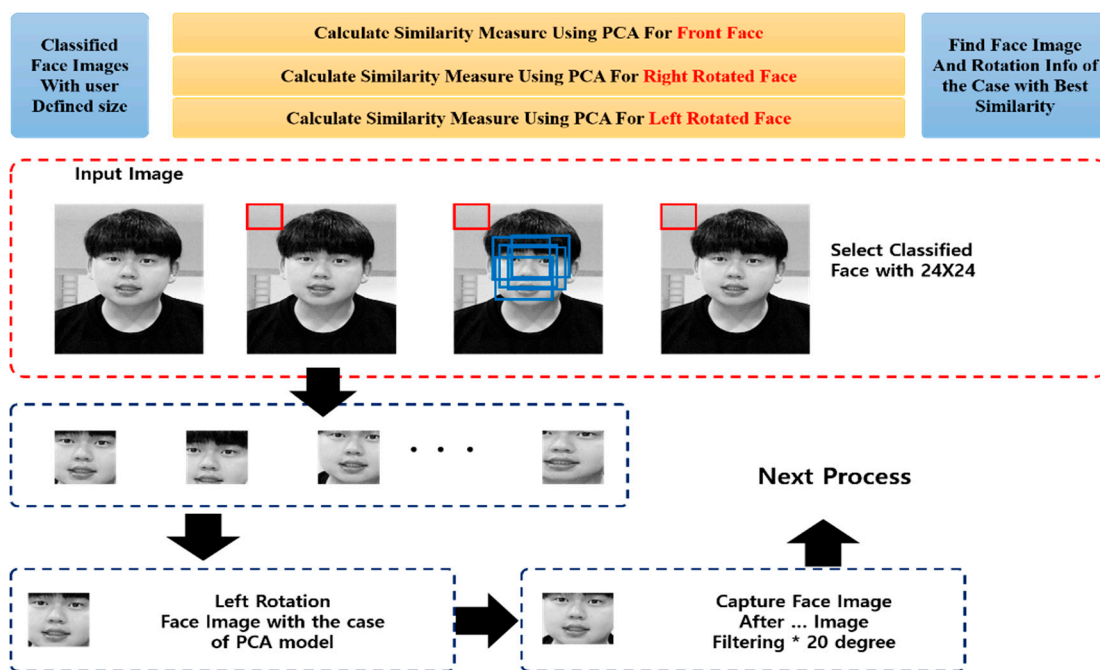 Classified
Face Images
With user
Defined size
Calculate Similarity Measure Using PCA For Front Face
Calculate Similarity Measure Using PCA For Right Rotated Face
Calculate Similarity Measure Using PCA For Left Rotated Face
Find Face Image
And Rotation Info of
the Case with Best
Similarity
Input Image
Select Classified
Face with 24X24
. . .
Next Process
Left Rotation
Face Image with the case
of PCA model
Capture Face Image
After ... Image
Filtering * 20 degree